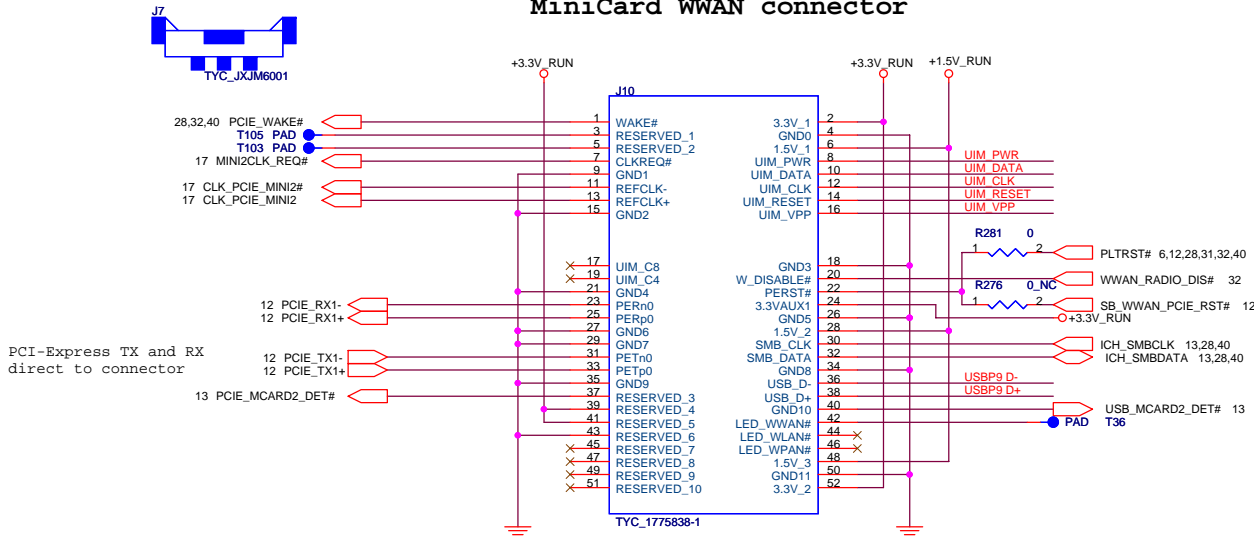 MiniCard WWAN connector
J7
TYC_JXJM6001
+3.3V_RUN
+3.3V_RUN
+1.5V_RUN
J10
28,32,40 PCIE_WAKE#
T105 PAD
T103 PAD
17 MINI2CLK_REQ#
17 CLK_PCIE_MINI2#
17 CLK_PCIE_MINI2
12 PCIE_RX1-
12 PCIE_RX1+
PCI-Express TX and RX
direct to connector
12 PCIE_TX1-
12 PCIE_TX1+
13 PCIE_MCARD2_DET#
1 WAKE#
3 RESERVED_1
5 RESERVED_2
7 CLKREQ#
9 GND1
11 REFCLK-
13 REFCLK+
15 GND2
17 UIM_C8
19 UIM_C4
21 GND4
23 PERn0
25 PERp0
27 GND6
29 GND7
31 PETn0
33 PETp0
35 GND9
37 RESERVED_3
39 RESERVED_4
41 RESERVED_5
43 RESERVED_6
45 RESERVED_7
47 RESERVED_8
49 RESERVED_9
51 RESERVED_10
3.3V_1 2
GND0 4
1.5V_1 6
UIM_PWR 8 UIM_PWR
UIM_DATA 10 UIM_DATA
UIM_CLK 12 UIM_CLK
UIM_RESET 14 UIM_RESET
UIM_VPP 16 UIM_VPP
GND3 18
W_DISABLE# 20
PERST# 22
3.3VAUX1 24
GND5 26
1.5V_2 28
SMB_CLK 30
SMB_DATA 32
GND8 34
USB_D- 36 USBP9 D-
USB_D+ 38 USBP9 D+
GND10 40
LED_WWAN# 42
LED_WLAN# 44
LED_WPAN# 46
1.5V_3 48
GND11 50
3.3V_2 52
R281 0
1 2 PLTRST# 6,12,28,31,32,40
WWAN_RADIO_DIS# 32
R276 0_NC
1 2 SB_WWAN_PCIE_RST# 12
+3.3V_RUN
ICH_SMBCLK 13,28,40
ICH_SMBDATA 13,28,40
USB_MCARD2_DET# 13
PAD T36
TYC_1775838-1